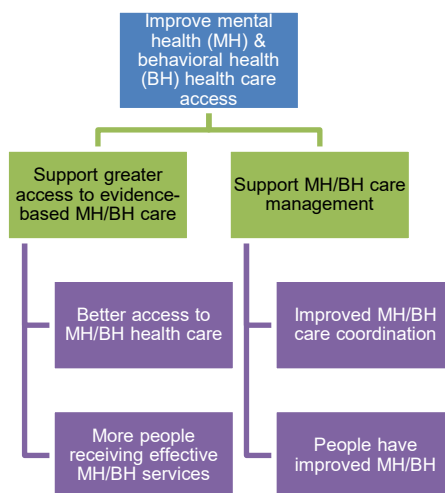 Improve mental
health (MH) &
behavioral health
(BH) health care
access
Support greater
access to evidence-
based MH/BH care
Support MH/BH care
management
Better access to
MH/BH health care
Improved MH/BH
care coordination
More people
receiving effective
MH/BH services
People have
improved MH/BH